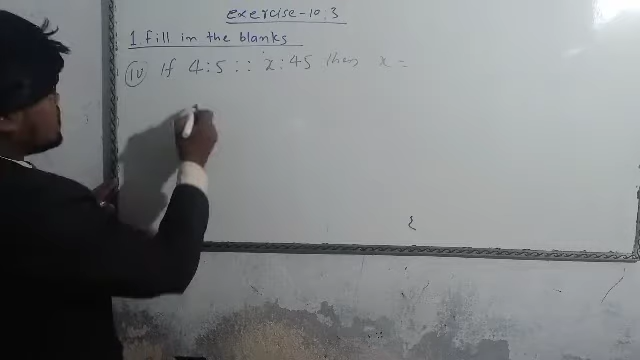 exercise-10.3
1. fill in the blanks
(iv) If 4:5 :: x:45 then x =